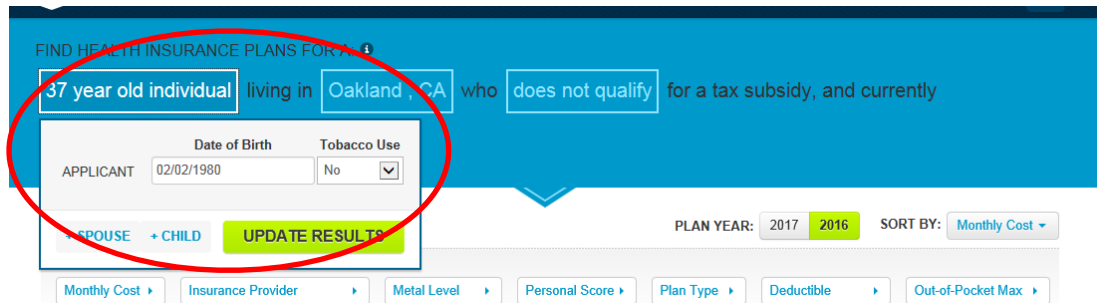 FIND HEALTH INSURANCE PLANS FOR A:
37 year old individual living in Oakland , CA who does not qualify for a tax subsidy, and currently
Date of Birth Tobacco Use
APPLICANT 02/02/1980 No
+ SPOUSE + CHILD UPDATE RESULTS
PLAN YEAR: 2017 2016 SORT BY: Monthly Cost
Monthly Cost Insurance Provider Metal Level Personal Score Plan Type Deductible Out-of-Pocket Max